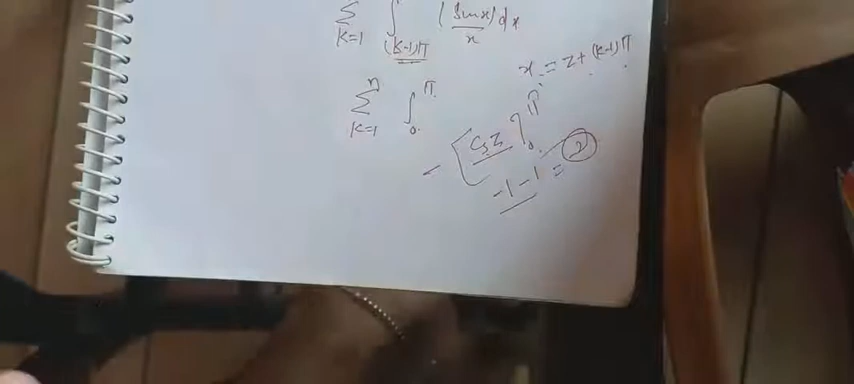 Σ ∫ (sin x / x) dx
K=1 (K-1)π
x = z + (K-1)π
n π
Σ ∫
K=1 0
- [cos z]π 0
-1 -1 = 2